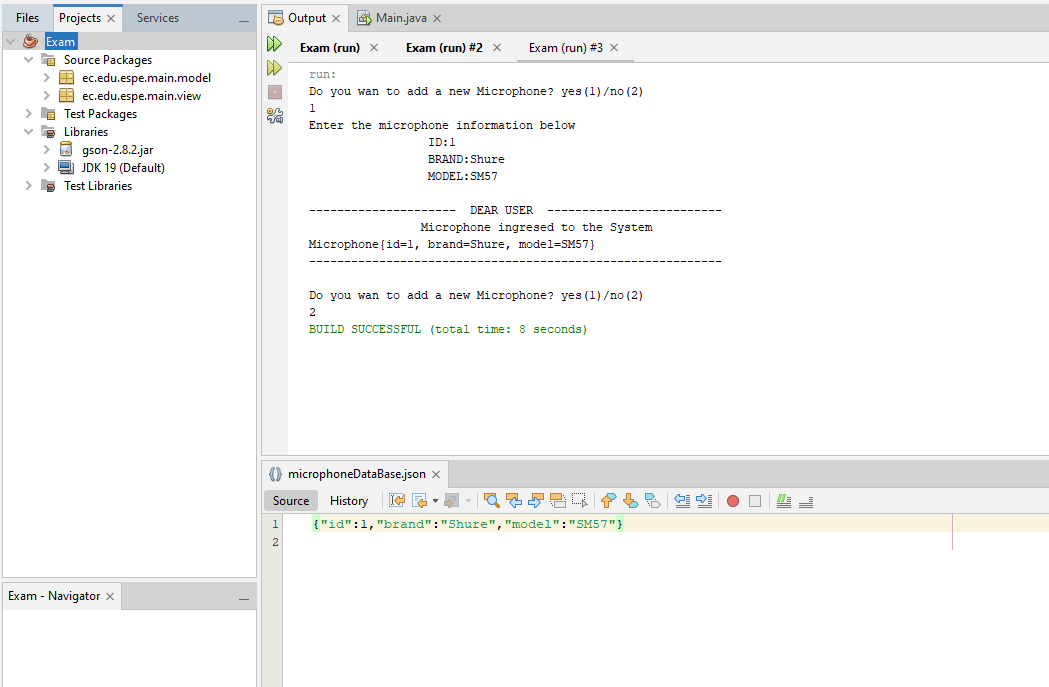 Files Projects Services
Exam
Source Packages
ec.edu.espe.main.model
ec.edu.espe.main.view
Test Packages
Libraries
gson-2.8.2.jar
JDK 19 (Default)
Test Libraries
Exam - Navigator
Output Main.java
Exam (run) Exam (run) #2 Exam (run) #3
run:
Do you wan to add a new Microphone? yes(1)/no(2)
1
Enter the microphone information below
ID:1
BRAND:Shure
MODEL:SM57
--------------------- DEAR USER -------------------------
Microphone ingresed to the System
Microphone{id=1, brand=Shure, model=SM57}
-----------------------------------------------------------
Do you wan to add a new Microphone? yes(1)/no(2)
2
BUILD SUCCESSFUL (total time: 8 seconds)
microphoneDataBase.json
Source History
1 {"id":1,"brand":"Shure","model":"SM57"}
2